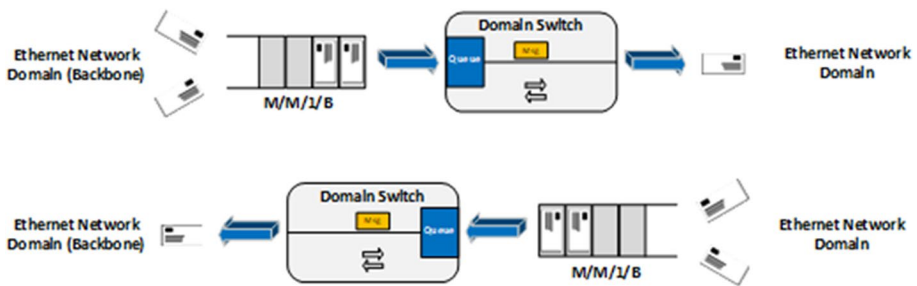 Domain Switch
Ethernet Network
Domain (Backbone)
Queue
Msg
Ethernet Network
Domain
M/M/1/B
Domain Switch
Ethernet Network
Domain (Backbone)
Msg
Queue
Ethernet Network
Domain
M/M/1/B